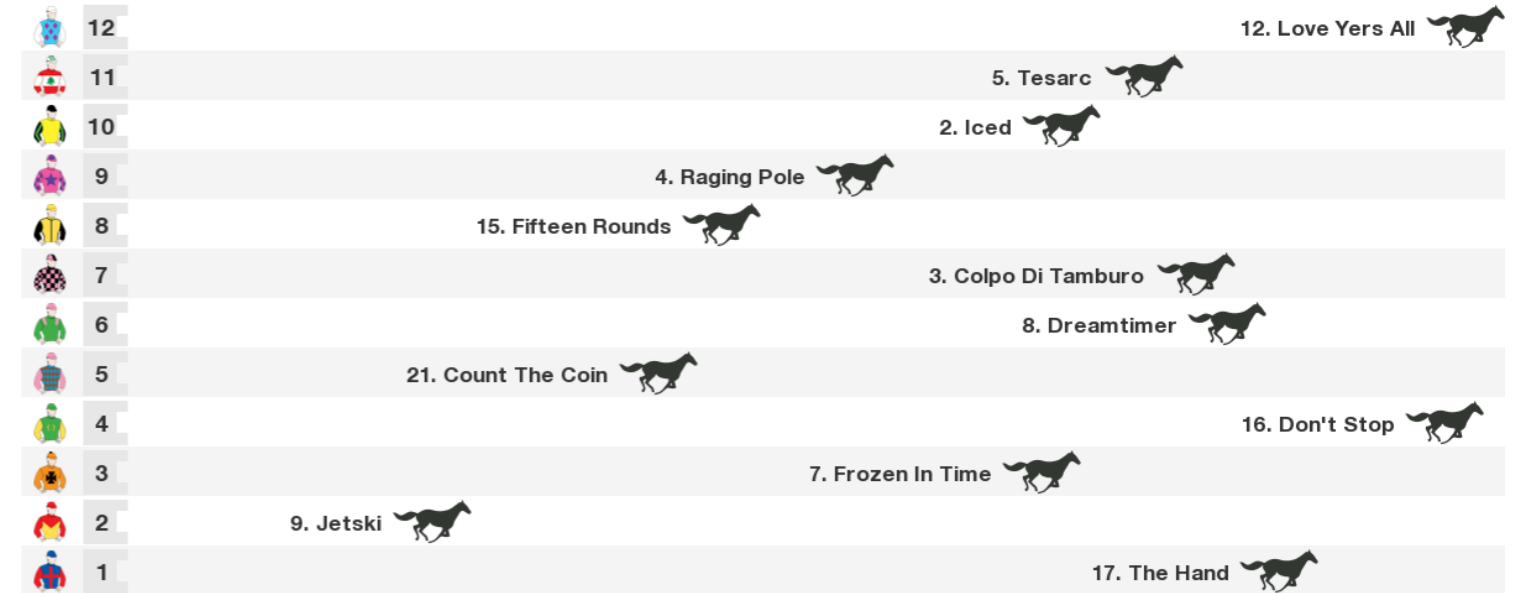 12 12. Love Yers All
11 5. Tesarc
10 2. Iced
9 4. Raging Pole
8 15. Fifteen Rounds
7 3. Colpo Di Tamburo
6 8. Dreamtimer
5 21. Count The Coin
4 16. Don't Stop
3 7. Frozen In Time
2 9. Jetski
1 17. The Hand